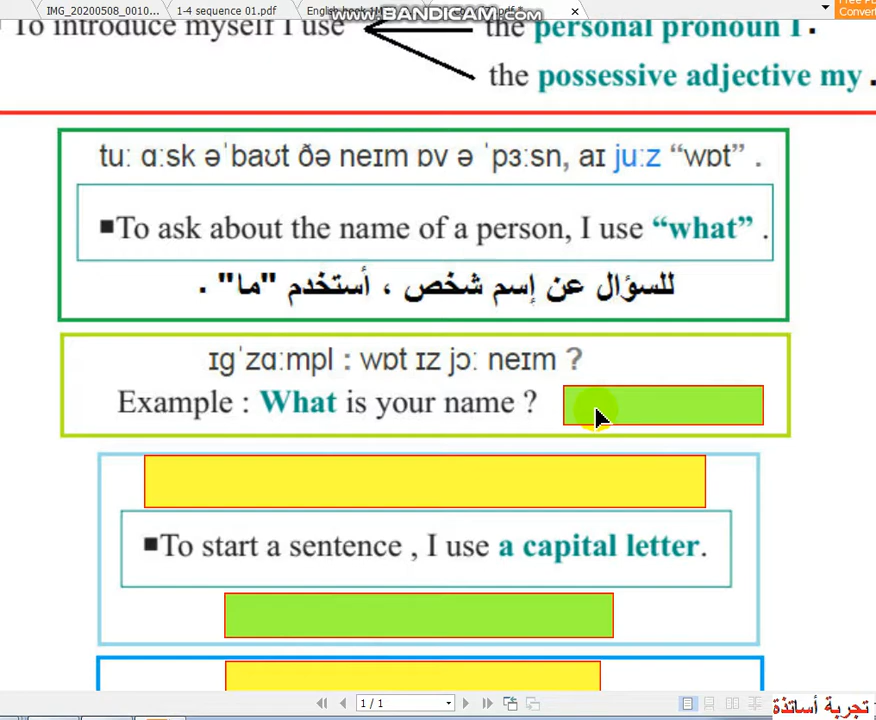 IMG_20200508_0010... 1-4 sequence 01.pdf
WWW.BANDICAM.COM
To introduce myself I use the personal pronoun I .
the possessive adjective my .
tuː ɑːsk əˈbaʊt ðə neɪm ɒv ə ˈpɜːsn, aɪ juːz “wɒt” .
■To ask about the name of a person, I use “what” .
للسؤال عن إسم شخص ، أستخدم "ما" .
ɪgˈzɑːmpl : wɒt ɪz jɔː neɪm ?
Example : What is your name ?
■To start a sentence , I use a capital letter.
1 / 1
تجربة أساتذة